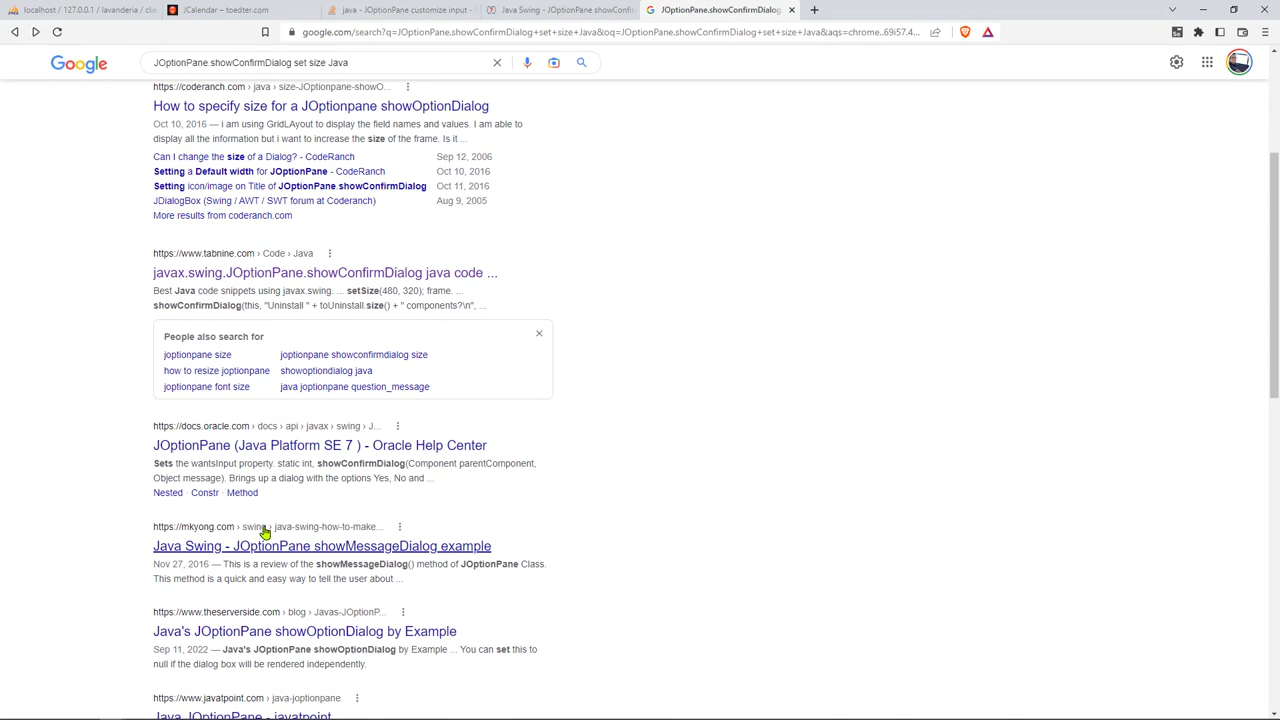 localhost / 127.0.0.1 / lavanderia / clie
JCalendar – toedter.com
java - JOptionPane customize input -
Java Swing - JOptionPane showConfir
JOptionPane.showConfirmDialog
google.com/search?q=JOptionPane.showConfirmDialog+set+size+Java&oq=JOptionPane.showConfirmDialog+set+size+Java&aqs=chrome..69i57.4...
Google
JOptionPane.showConfirmDialog set size Java
https://coderanch.com › java › size-JOptionpane-showO...
How to specify size for a JOptionpane showOptionDialog
Oct 10, 2016 — i am using GridLAyout to display the field names and values. I am able to
display all the information but i want to increase the size of the frame. Is it ...
Can I change the size of a Dialog? - CodeRanch Sep 12, 2006
Setting a Default width for JOptionPane - CodeRanch Oct 10, 2016
Setting icon/image on Title of JOptionPane.showConfirmDialog Oct 11, 2016
JDialogBox (Swing / AWT / SWT forum at Coderanch) Aug 9, 2005
More results from coderanch.com
https://www.tabnine.com › Code › Java
javax.swing.JOptionPane.showConfirmDialog java code ...
Best Java code snippets using javax.swing. ... setSize(480, 320); frame. ...
showConfirmDialog(this, "Uninstall " + toUninstall.size() + " components?\n", ...
People also search for
joptionpane size joptionpane showconfirmdialog size
how to resize joptionpane showoptiondialog java
joptionpane font size java joptionpane question_message
https://docs.oracle.com › docs › api › javax › swing › J...
JOptionPane (Java Platform SE 7 ) - Oracle Help Center
Sets the wantsInput property. static int, showConfirmDialog(Component parentComponent,
Object message). Brings up a dialog with the options Yes, No and ...
Nested · Constr · Method
https://mkyong.com › swing › java-swing-how-to-make...
Java Swing - JOptionPane showMessageDialog example
Nov 27, 2016 — This is a review of the showMessageDialog() method of JOptionPane Class.
This method is a quick and easy way to tell the user about ...
https://www.theserverside.com › blog › Javas-JOptionP...
Java's JOptionPane showOptionDialog by Example
Sep 11, 2022 — Java's JOptionPane showOptionDialog by Example ... You can set this to
null if the dialog box will be rendered independently.
https://www.javatpoint.com › java-joptionpane
Java JOptionPane - javatpoint